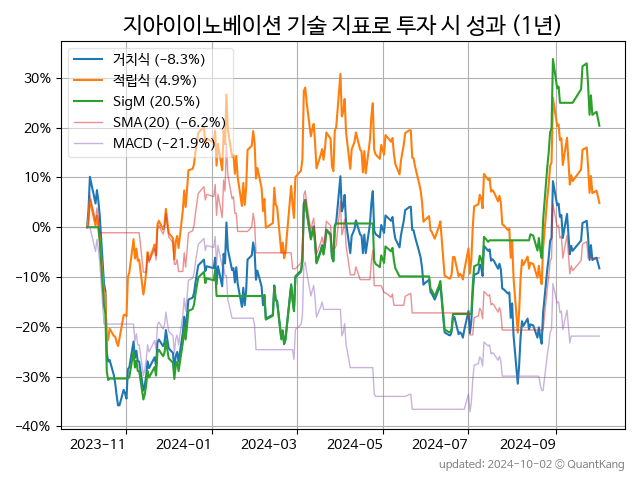 지아이이노베이션 기술 지표로 투자 시 성과 (1년)
거치식 (−8.3%)
적립식 (4.9%)
SigM (20.5%)
SMA(20) (−6.2%)
MACD (−21.9%)
30%
20%
10%
0%
−10%
−20%
−30%
−40%
2023-11 2024-01 2024-03 2024-05 2024-07 2024-09
updated: 2024-10-02 © QuantKang